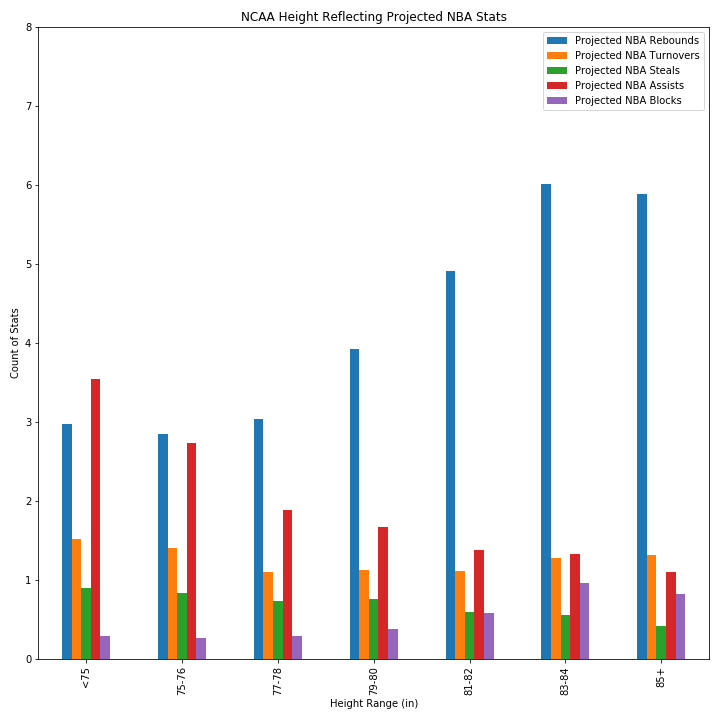 NCAA Height Reflecting Projected NBA Stats
Projected NBA Rebounds
Projected NBA Turnovers
Projected NBA Steals
Projected NBA Assists
Projected NBA Blocks
8
7
6
5
4
3
2
1
0
Count of Stats
<75
75-76
77-78
79-80
81-82
83-84
85+
Height Range (in)